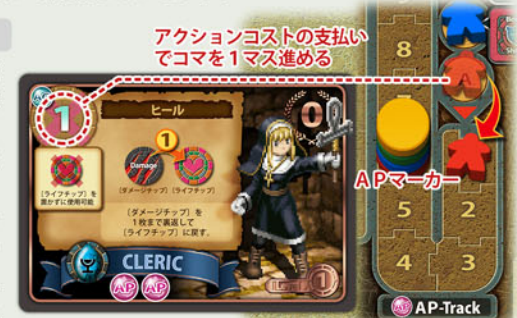 アクションコストの支払い
でコマを1マス進める
8
1
ヒール
0
A
1
Damage
APマーカー
〔ライフチップ〕を
置かずに使用可能
〔ダメージチップ〕
〔ライフチップ〕
〔ダメージチップ〕を
1枚まで裏返して
〔ライフチップ〕に戻す。
5
2
CLERIC
4
3
AP
AP
1
AP
AP-Track